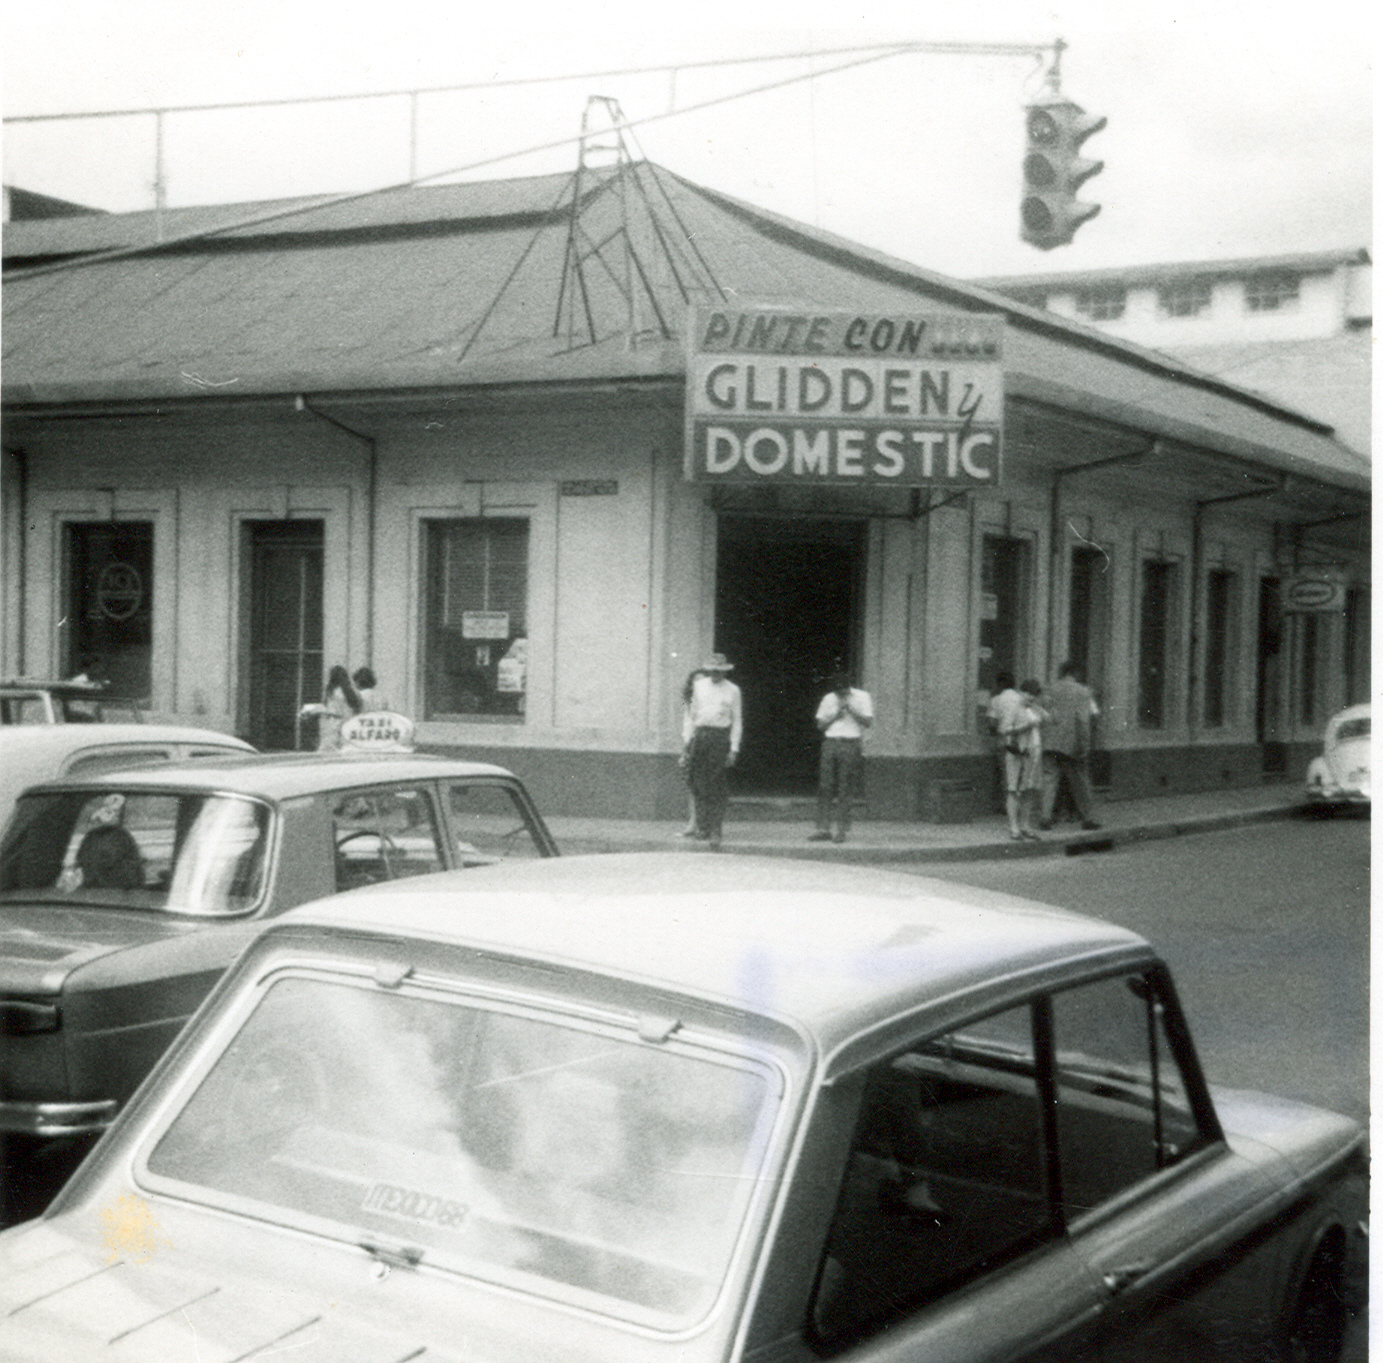 PINTE CON
GLIDDEN y
DOMESTIC
TAXI
ALFARO
MEXICO 68